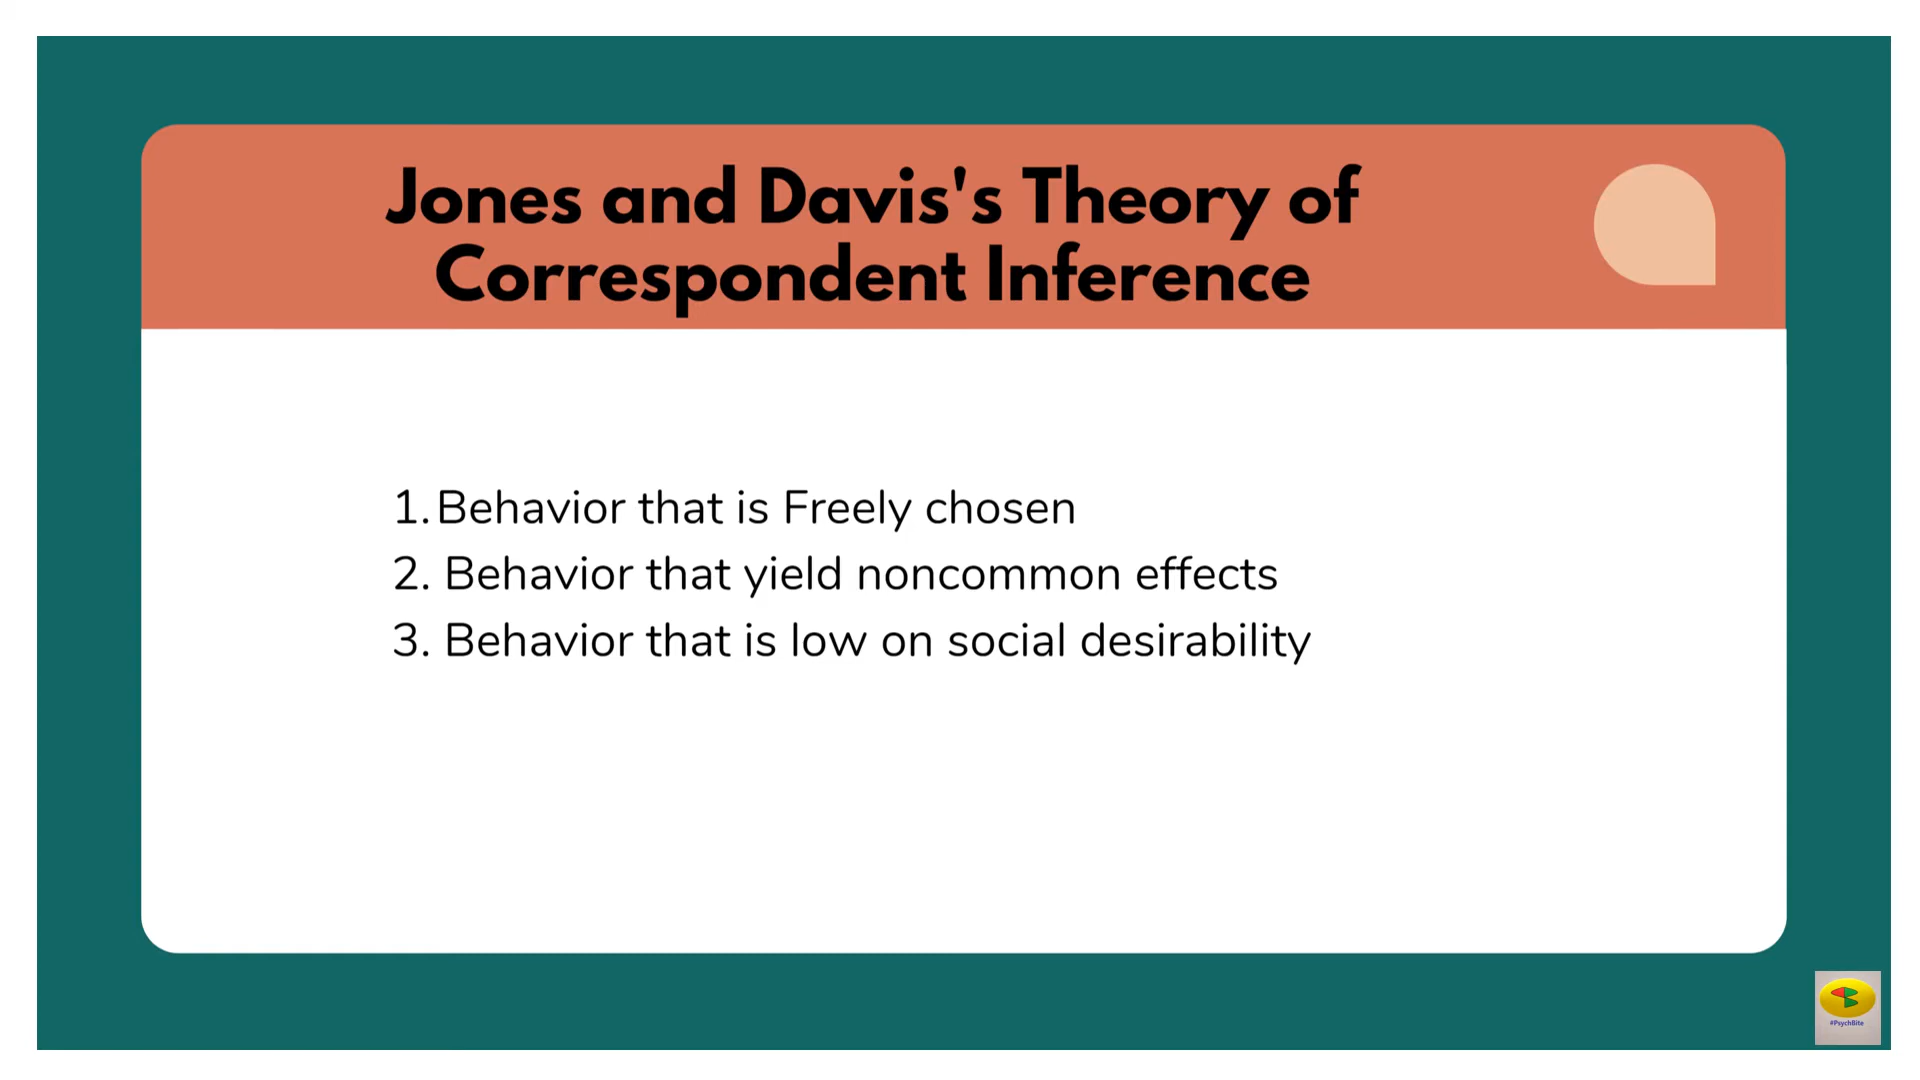 Jones and Davis's Theory of
Correspondent Inference
1. Behavior that is Freely chosen
2. Behavior that yield noncommon effects
3. Behavior that is low on social desirability
#PsychBite